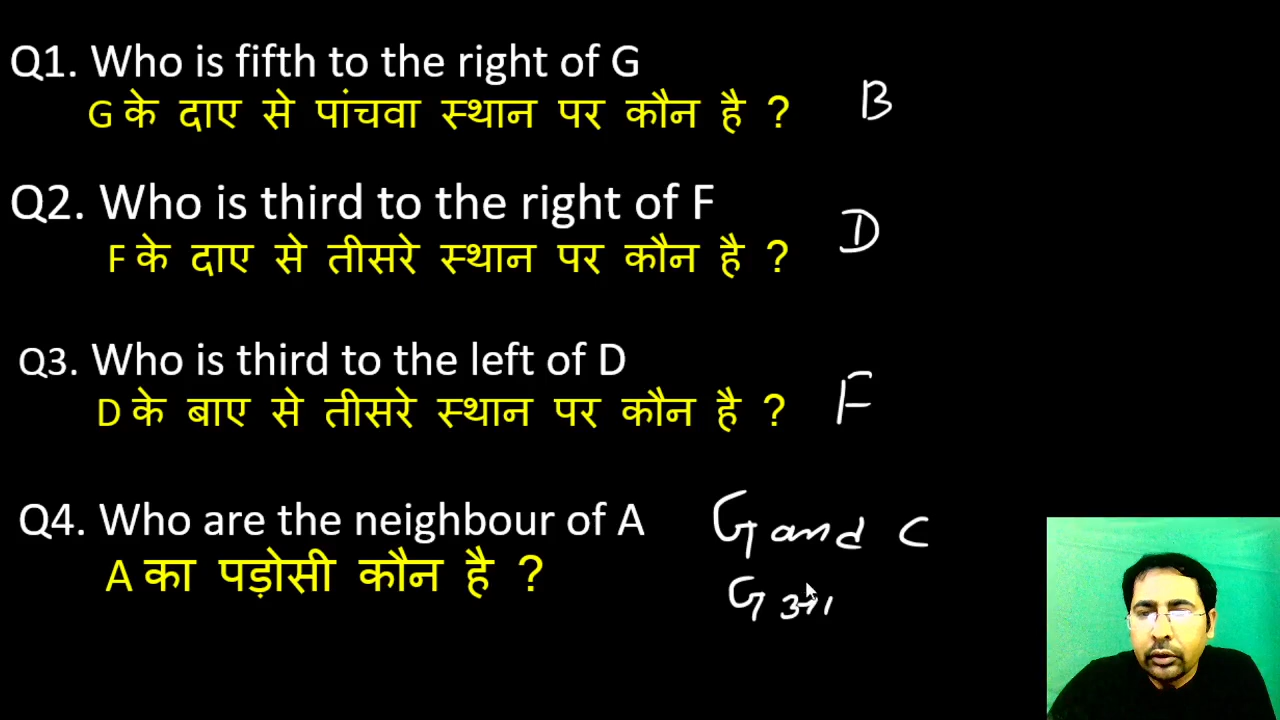 Q1. Who is fifth to the right of G
G के दाए से पांचवा स्थान पर कौन है ?
B
Q2. Who is third to the right of F
F के दाए से तीसरे स्थान पर कौन है ?
D
Q3. Who is third to the left of D
D के बाए से तीसरे स्थान पर कौन है ?
F
Q4. Who are the neighbour of A
G and C
A का पड़ोसी कौन है ?
G